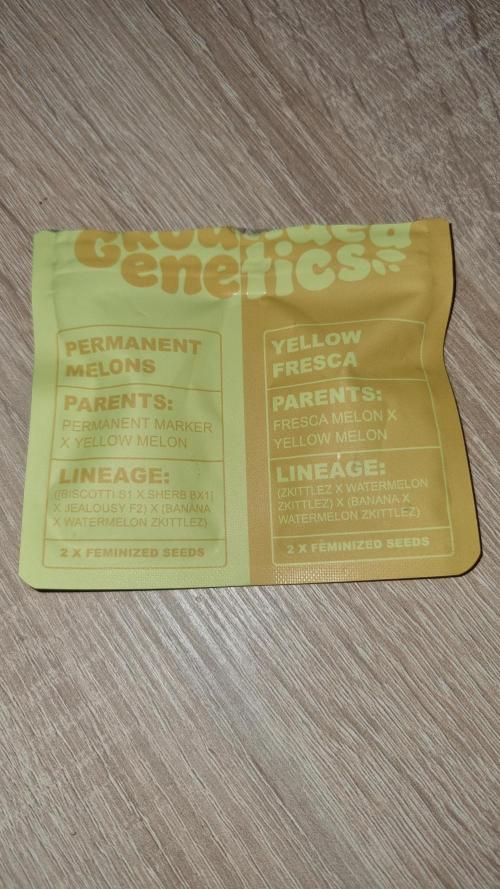 enetics
PERMANENT
MELONS
PARENTS:
PERMANENT MARKER
X YELLOW MELON
LINEAGE:
([BISCOTTI S1 X SHERB BX1]
X JEALOUSY F2) X (BANANA
X WATERMELON ZKITTLEZ)
2 X FEMINIZED SEEDS
YELLOW
FRESCA
PARENTS:
FRESCA MELON X
YELLOW MELON
LINEAGE:
(ZKITTLEZ X WATERMELON
ZKITTLEZ) X (BANANA X
WATERMELON ZKITTLEZ)
2 X FEMINIZED SEEDS